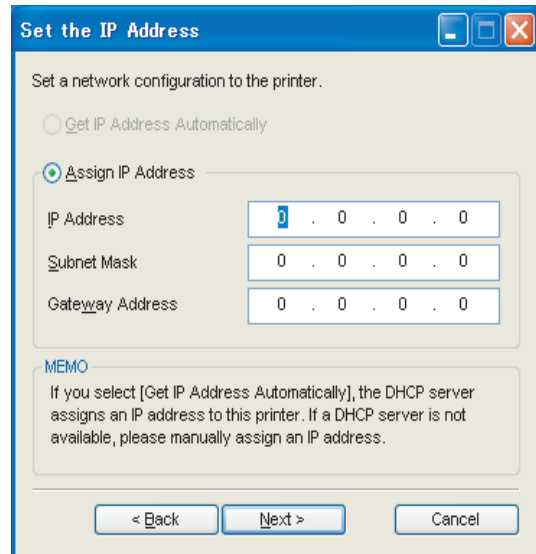 Set the IP Address
Set a network configuration to the printer.
Get IP Address Automatically
Assign IP Address
IP Address 0 . 0 . 0 . 0
Subnet Mask 0 . 0 . 0 . 0
Gateway Address 0 . 0 . 0 . 0
MEMO
If you select [Get IP Address Automatically], the DHCP server
assigns an IP address to this printer. If a DHCP server is not
available, please manually assign an IP address.
< Back Next > Cancel